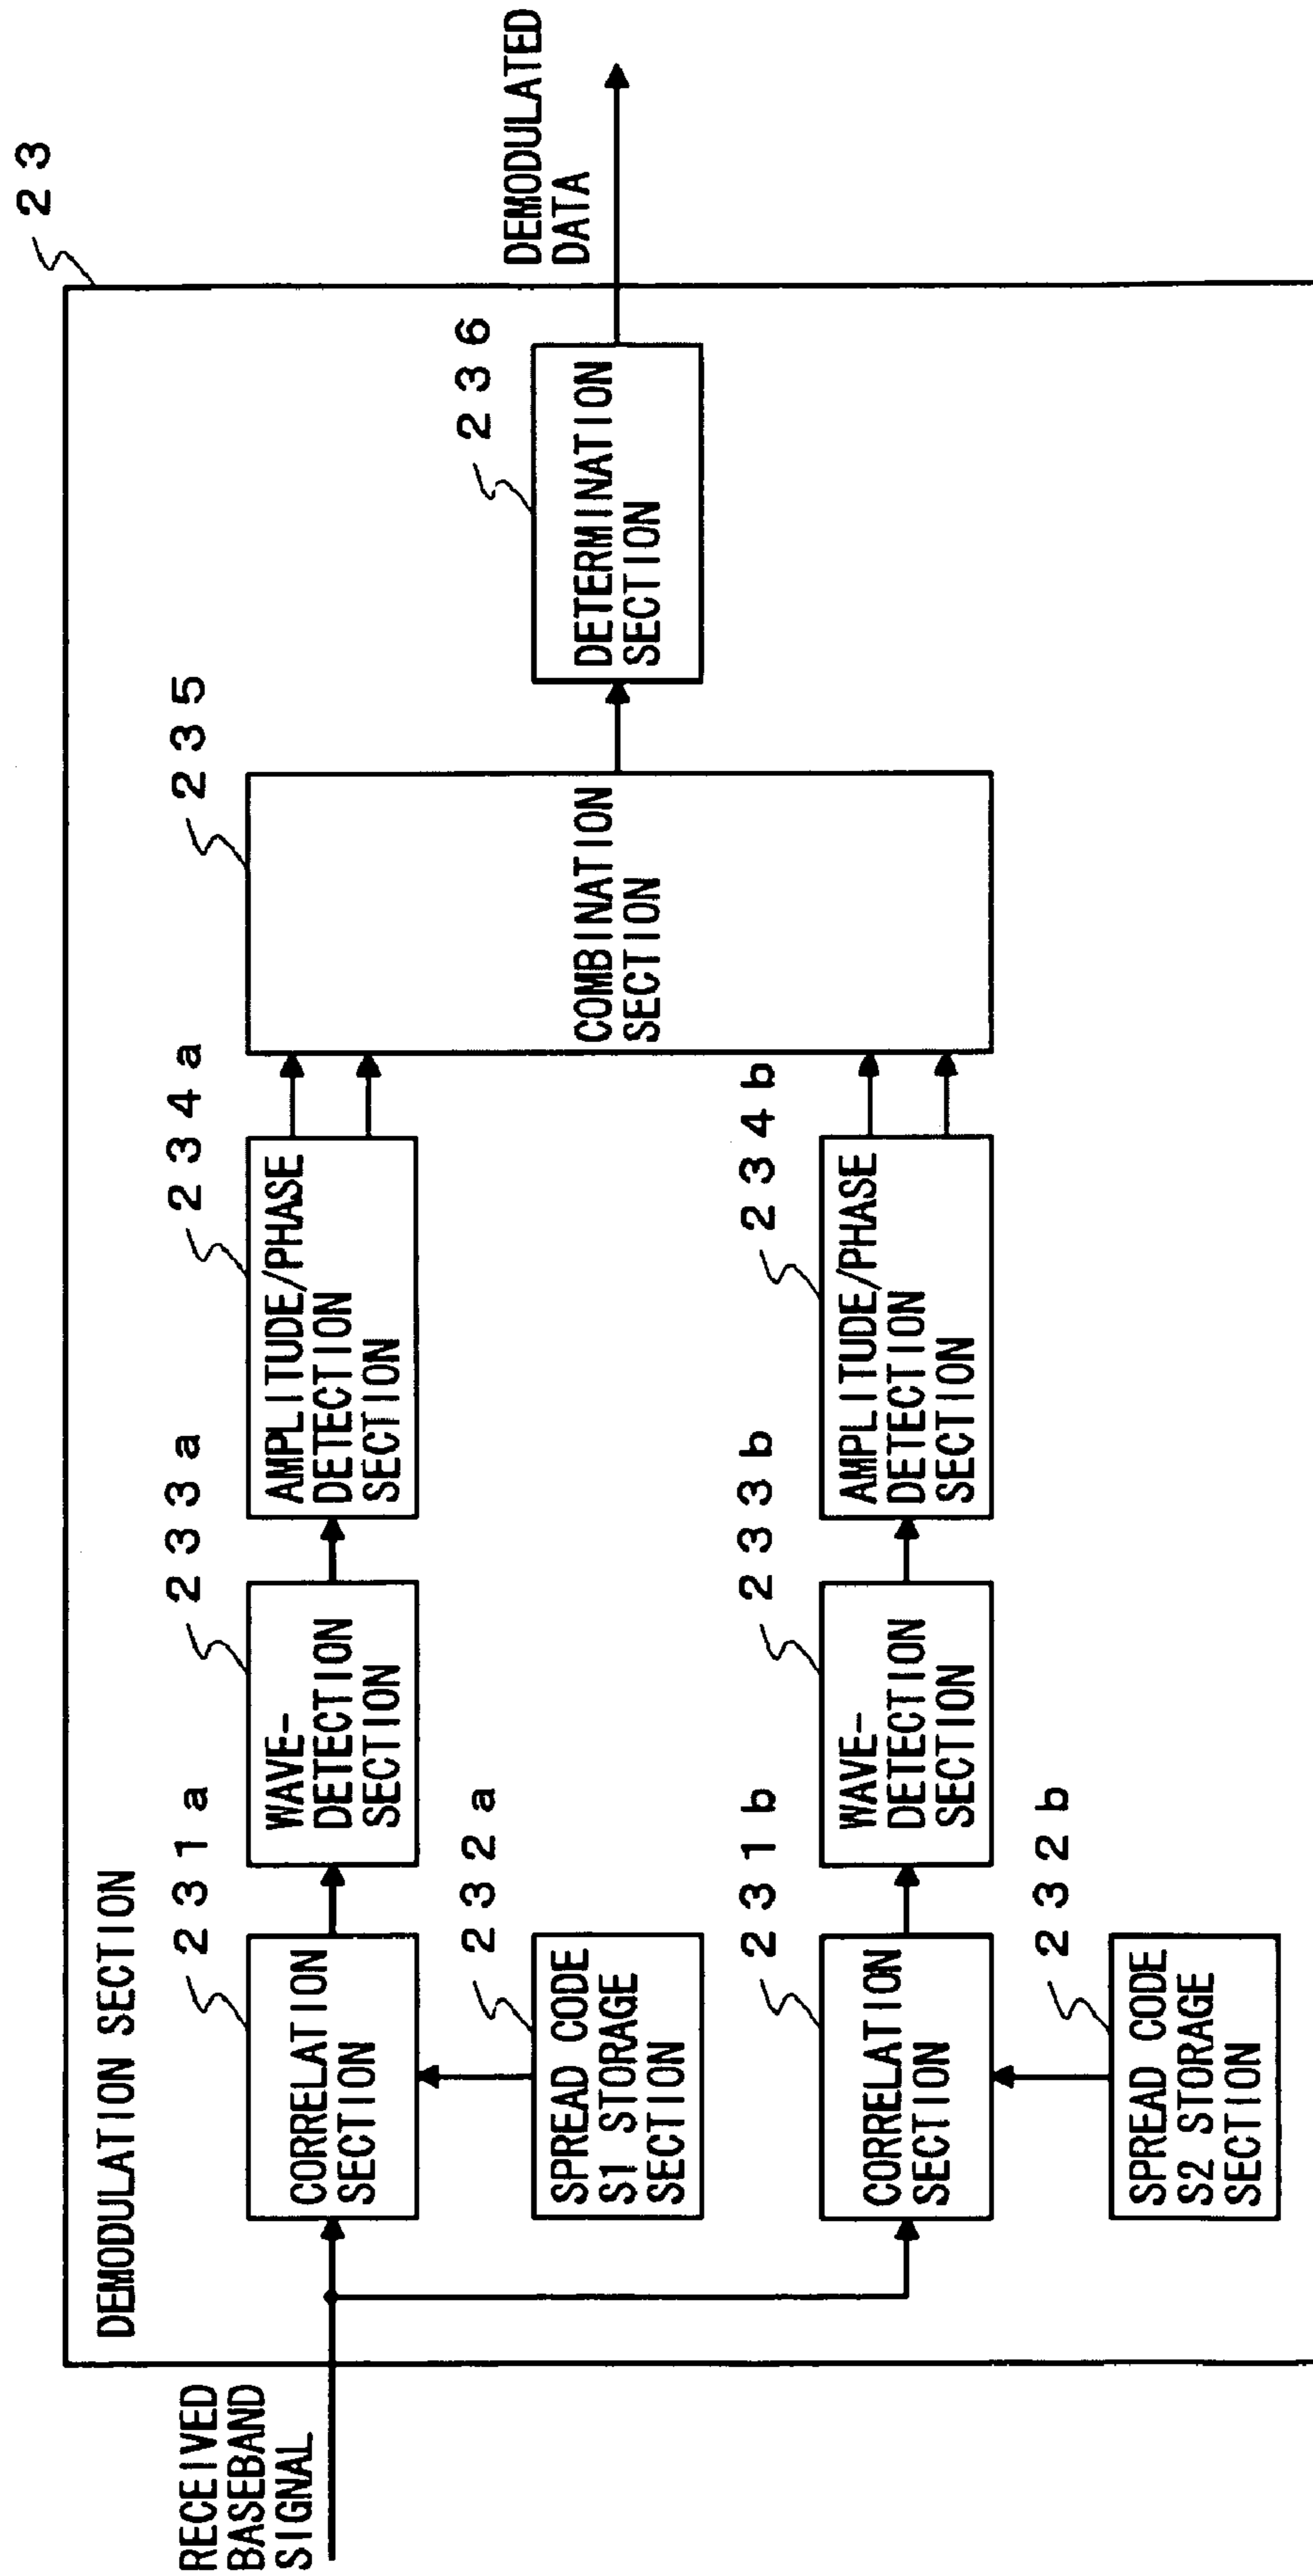 23
DEMODULATION SECTION
RECEIVED
BASEBAND
SIGNAL
231a
CORRELATION
SECTION
232a
SPREAD CODE
S1 STORAGE
SECTION
233a
WAVE-
DETECTION
SECTION
234a
AMPLITUDE/PHASE
DETECTION
SECTION
231b
CORRELATION
SECTION
232b
SPREAD CODE
S2 STORAGE
SECTION
233b
WAVE-
DETECTION
SECTION
234b
AMPLITUDE/PHASE
DETECTION
SECTION
235
COMBINATION
SECTION
236
DETERMINATION
SECTION
DEMODULATED
DATA